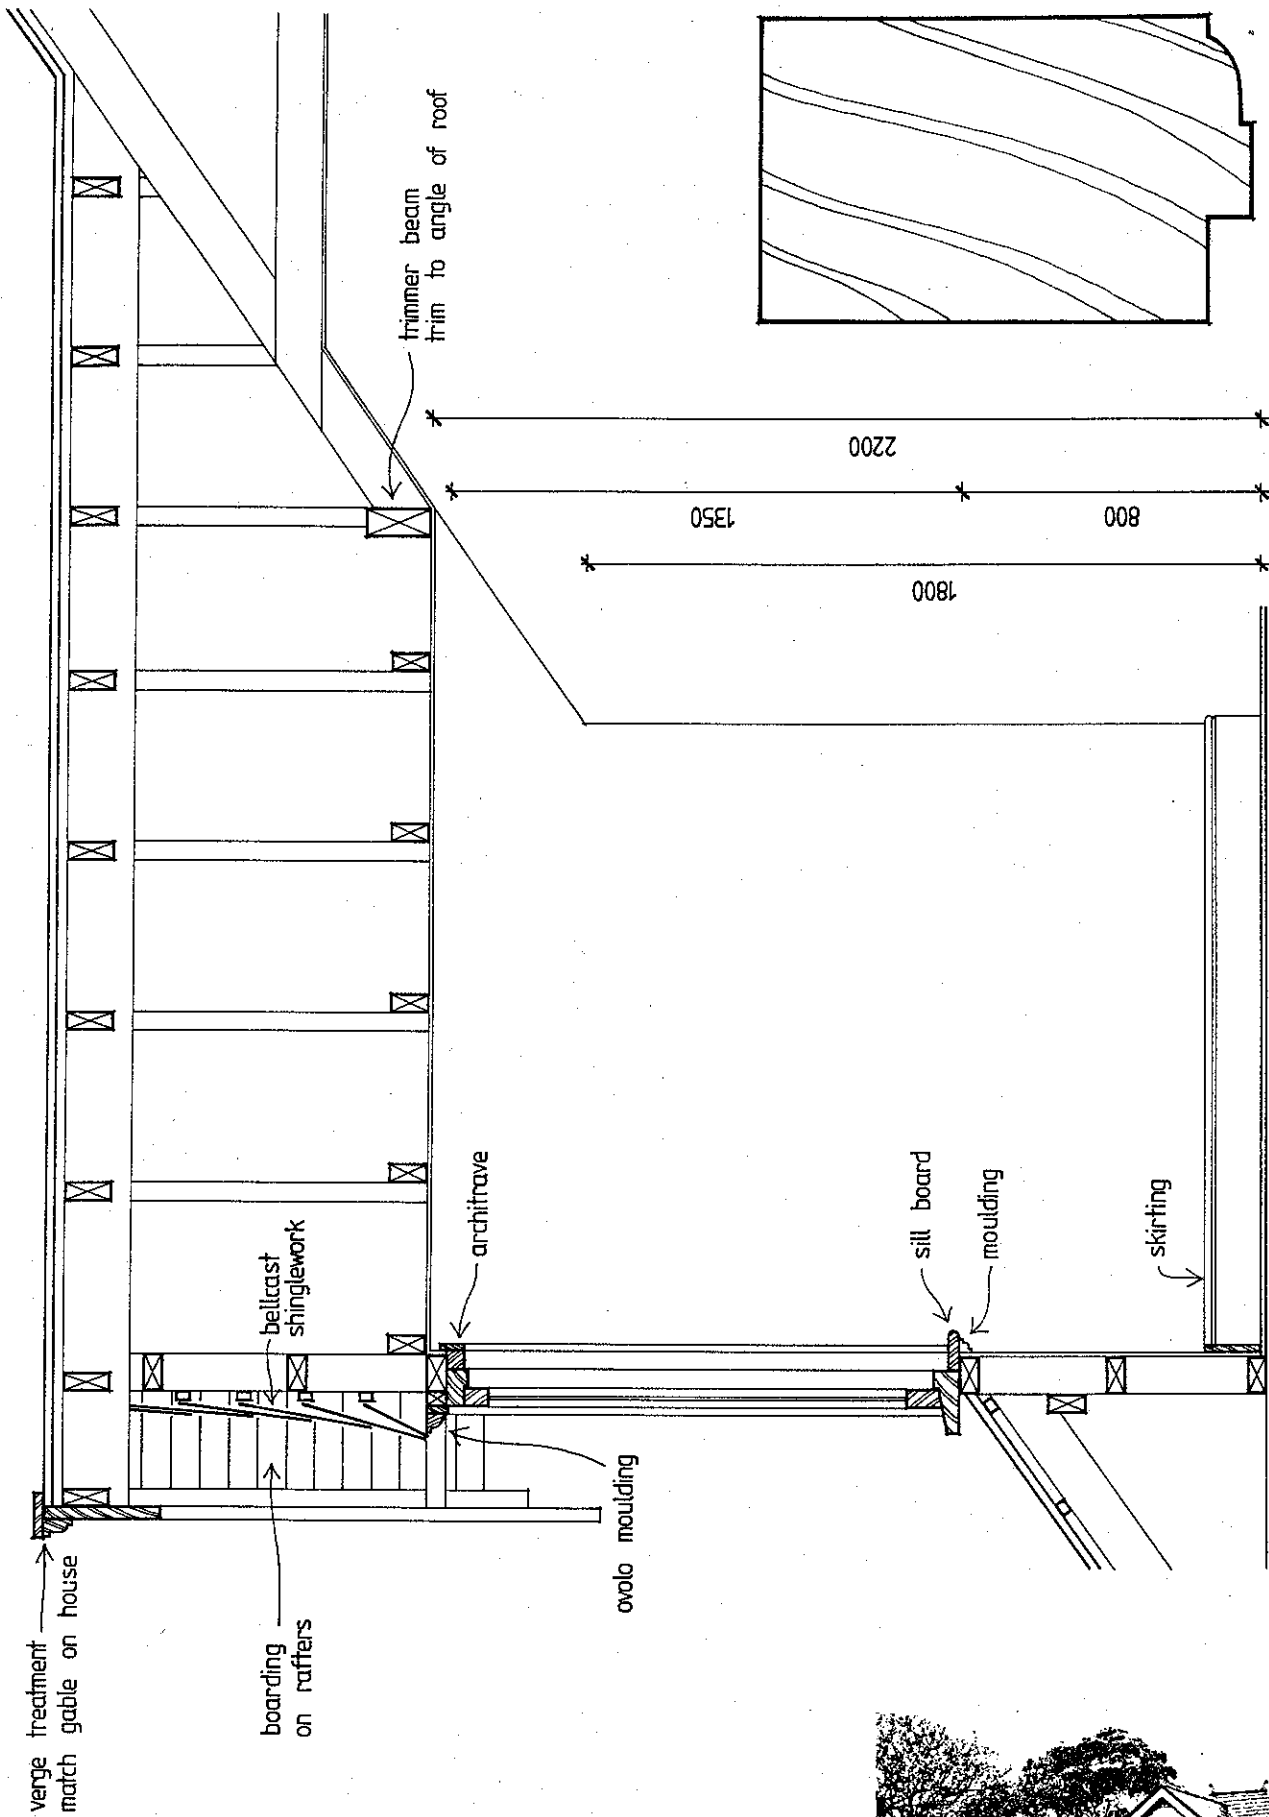 verge treatment
match gable on house
boarding
on rafters
bellcast
shinglework
ovolo moulding
architrave
sill board
moulding
skirting
trimmer beam
trim to angle of roof
1800
1350
800
2200